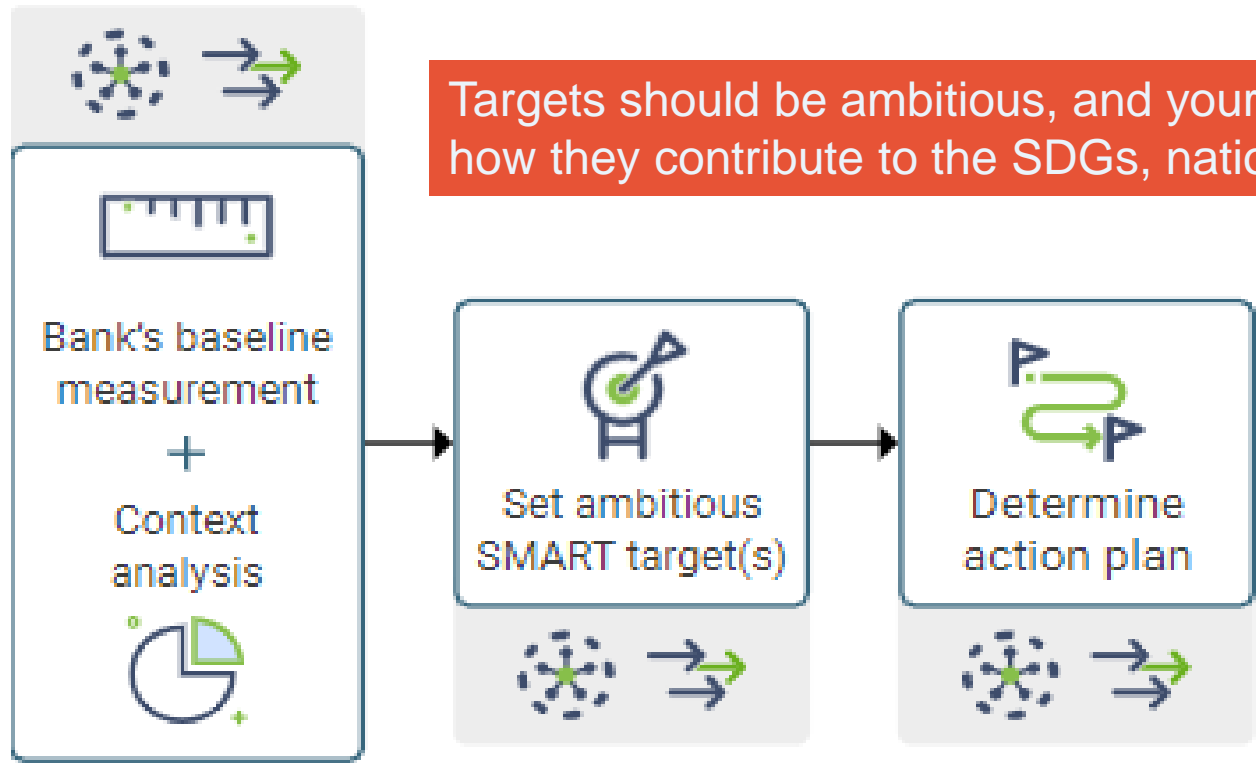 Targets should be ambitious, and your
how they contribute to the SDGs, natio
Bank's baseline
measurement
+
Context
analysis
Set ambitious
SMART target(s)
Determine
action plan